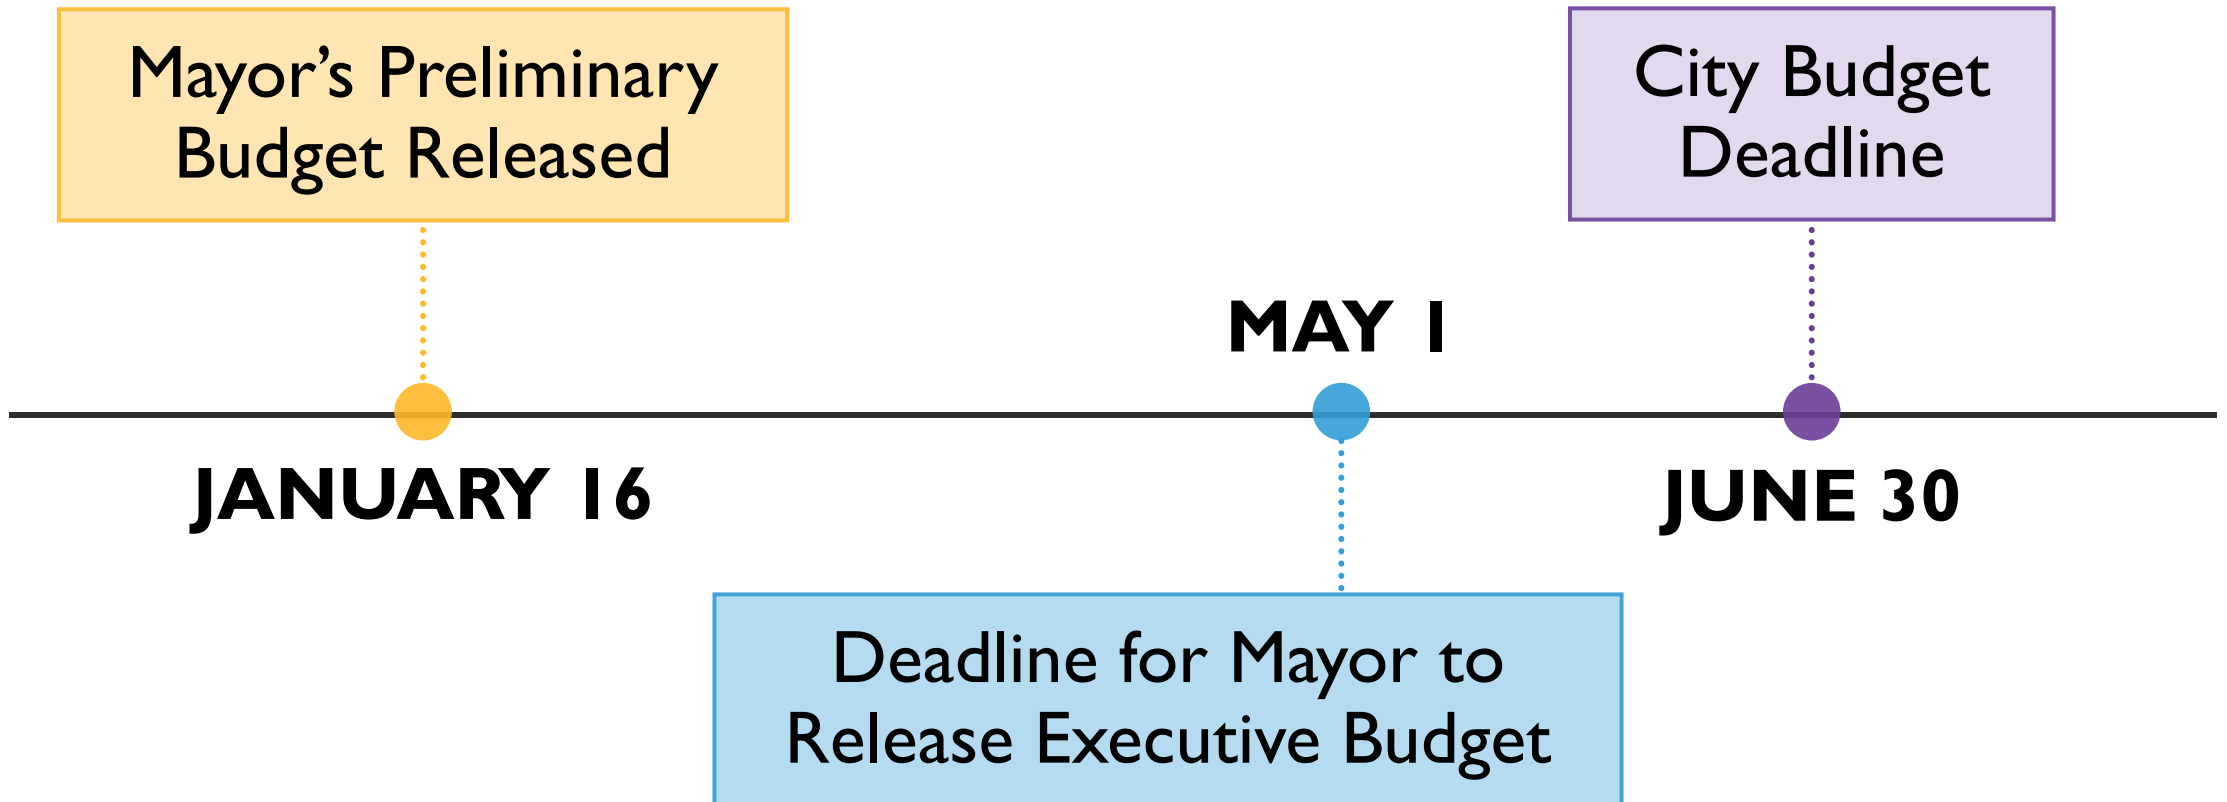 Mayor’s Preliminary
Budget Released
JANUARY 16
MAY 1
Deadline for Mayor to
Release Executive Budget
City Budget
Deadline
JUNE 30